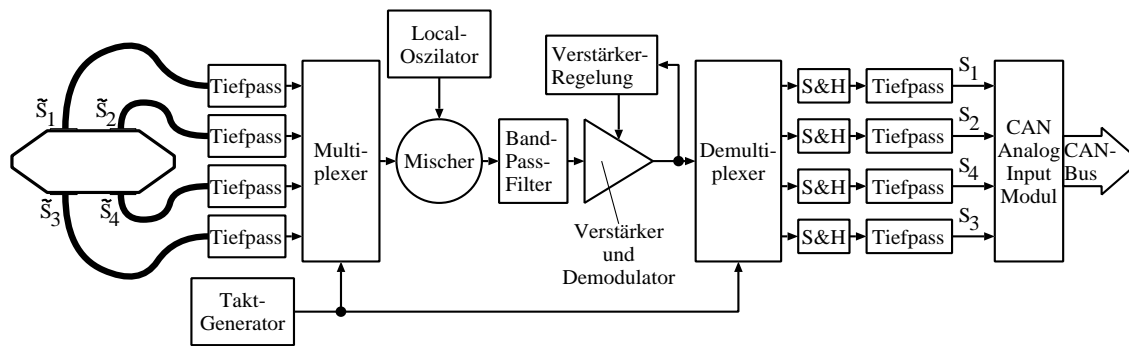 S̃1
S̃2
S̃3
S̃4
Tiefpass
Tiefpass
Tiefpass
Tiefpass
Takt-
Generator
Multi-
plexer
Local-
Oszilator
Mischer
Band-
Pass-
Filter
Verstärker-
Regelung
Verstärker
und
Demodulator
Demulti-
plexer
S&H
Tiefpass
S1
S&H
Tiefpass
S2
S&H
Tiefpass
S4
S&H
Tiefpass
S3
CAN
Analog
Input
Modul
CAN-
Bus